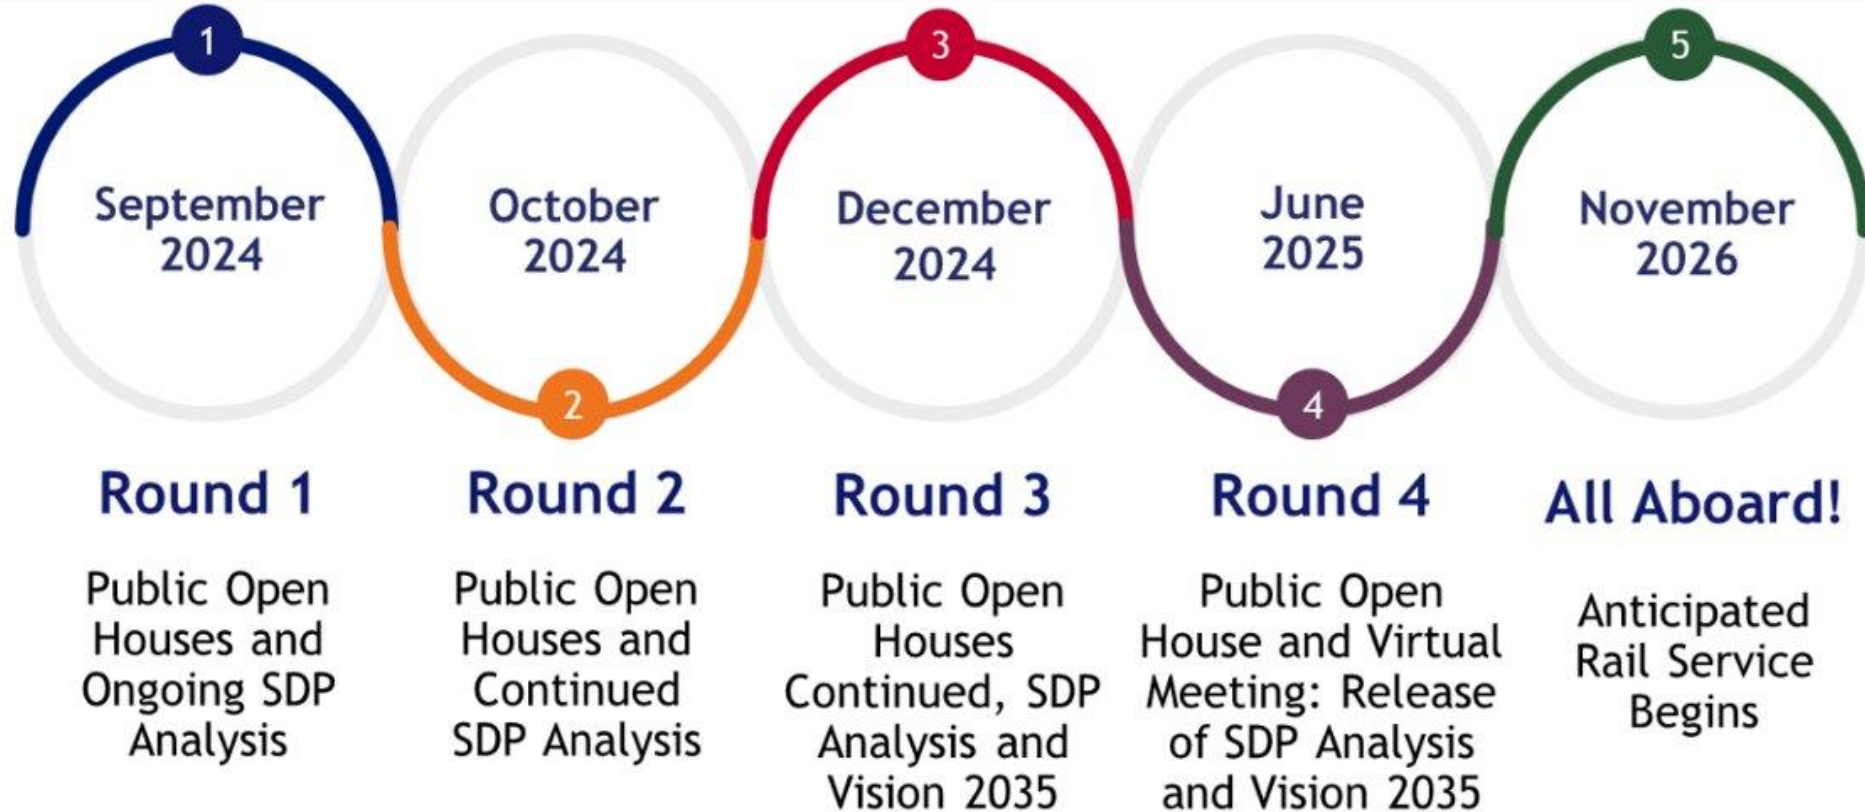 1
September
2024
Round 1
Public Open
Houses and
Ongoing SDP
Analysis
October
2024
2
Round 2
Public Open
Houses and
Continued
SDP Analysis
3
December
2024
Round 3
Public Open
Houses
Continued, SDP
Analysis and
Vision 2035
June
2025
4
Round 4
Public Open
House and Virtual
Meeting: Release
of SDP Analysis
and Vision 2035
5
November
2026
All Aboard!
Anticipated
Rail Service
Begins